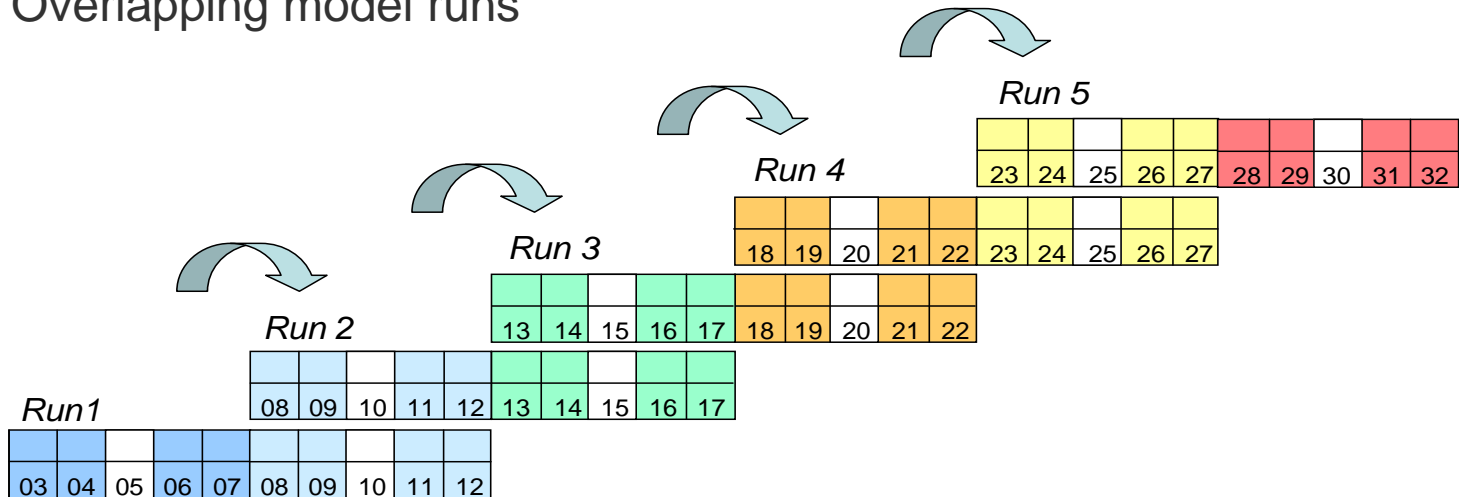 Overlapping model runs
Run 5
23 24 25 26 27 28 29 30 31 32
Run 4
18 19 20 21 22 23 24 25 26 27
Run 3
13 14 15 16 17 18 19 20 21 22
Run 2
08 09 10 11 12 13 14 15 16 17
Run1
03 04 05 06 07 08 09 10 11 12